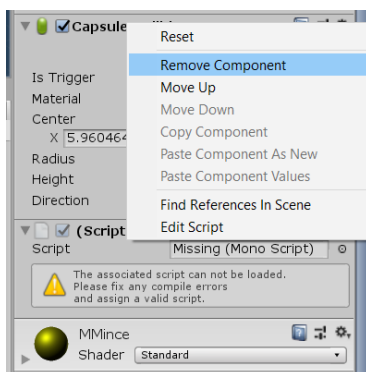 Capsule
Reset
Remove Component
Move Up
Move Down
Copy Component
Paste Component As New
Paste Component Values
Find References In Scene
Edit Script
Is Trigger
Material
Center
X 5.960464
Radius
Height
Direction
(Script
Script Missing (Mono Script)
The associated script can not be loaded.
Please fix any compile errors
and assign a valid script.
MMince
Shader Standard